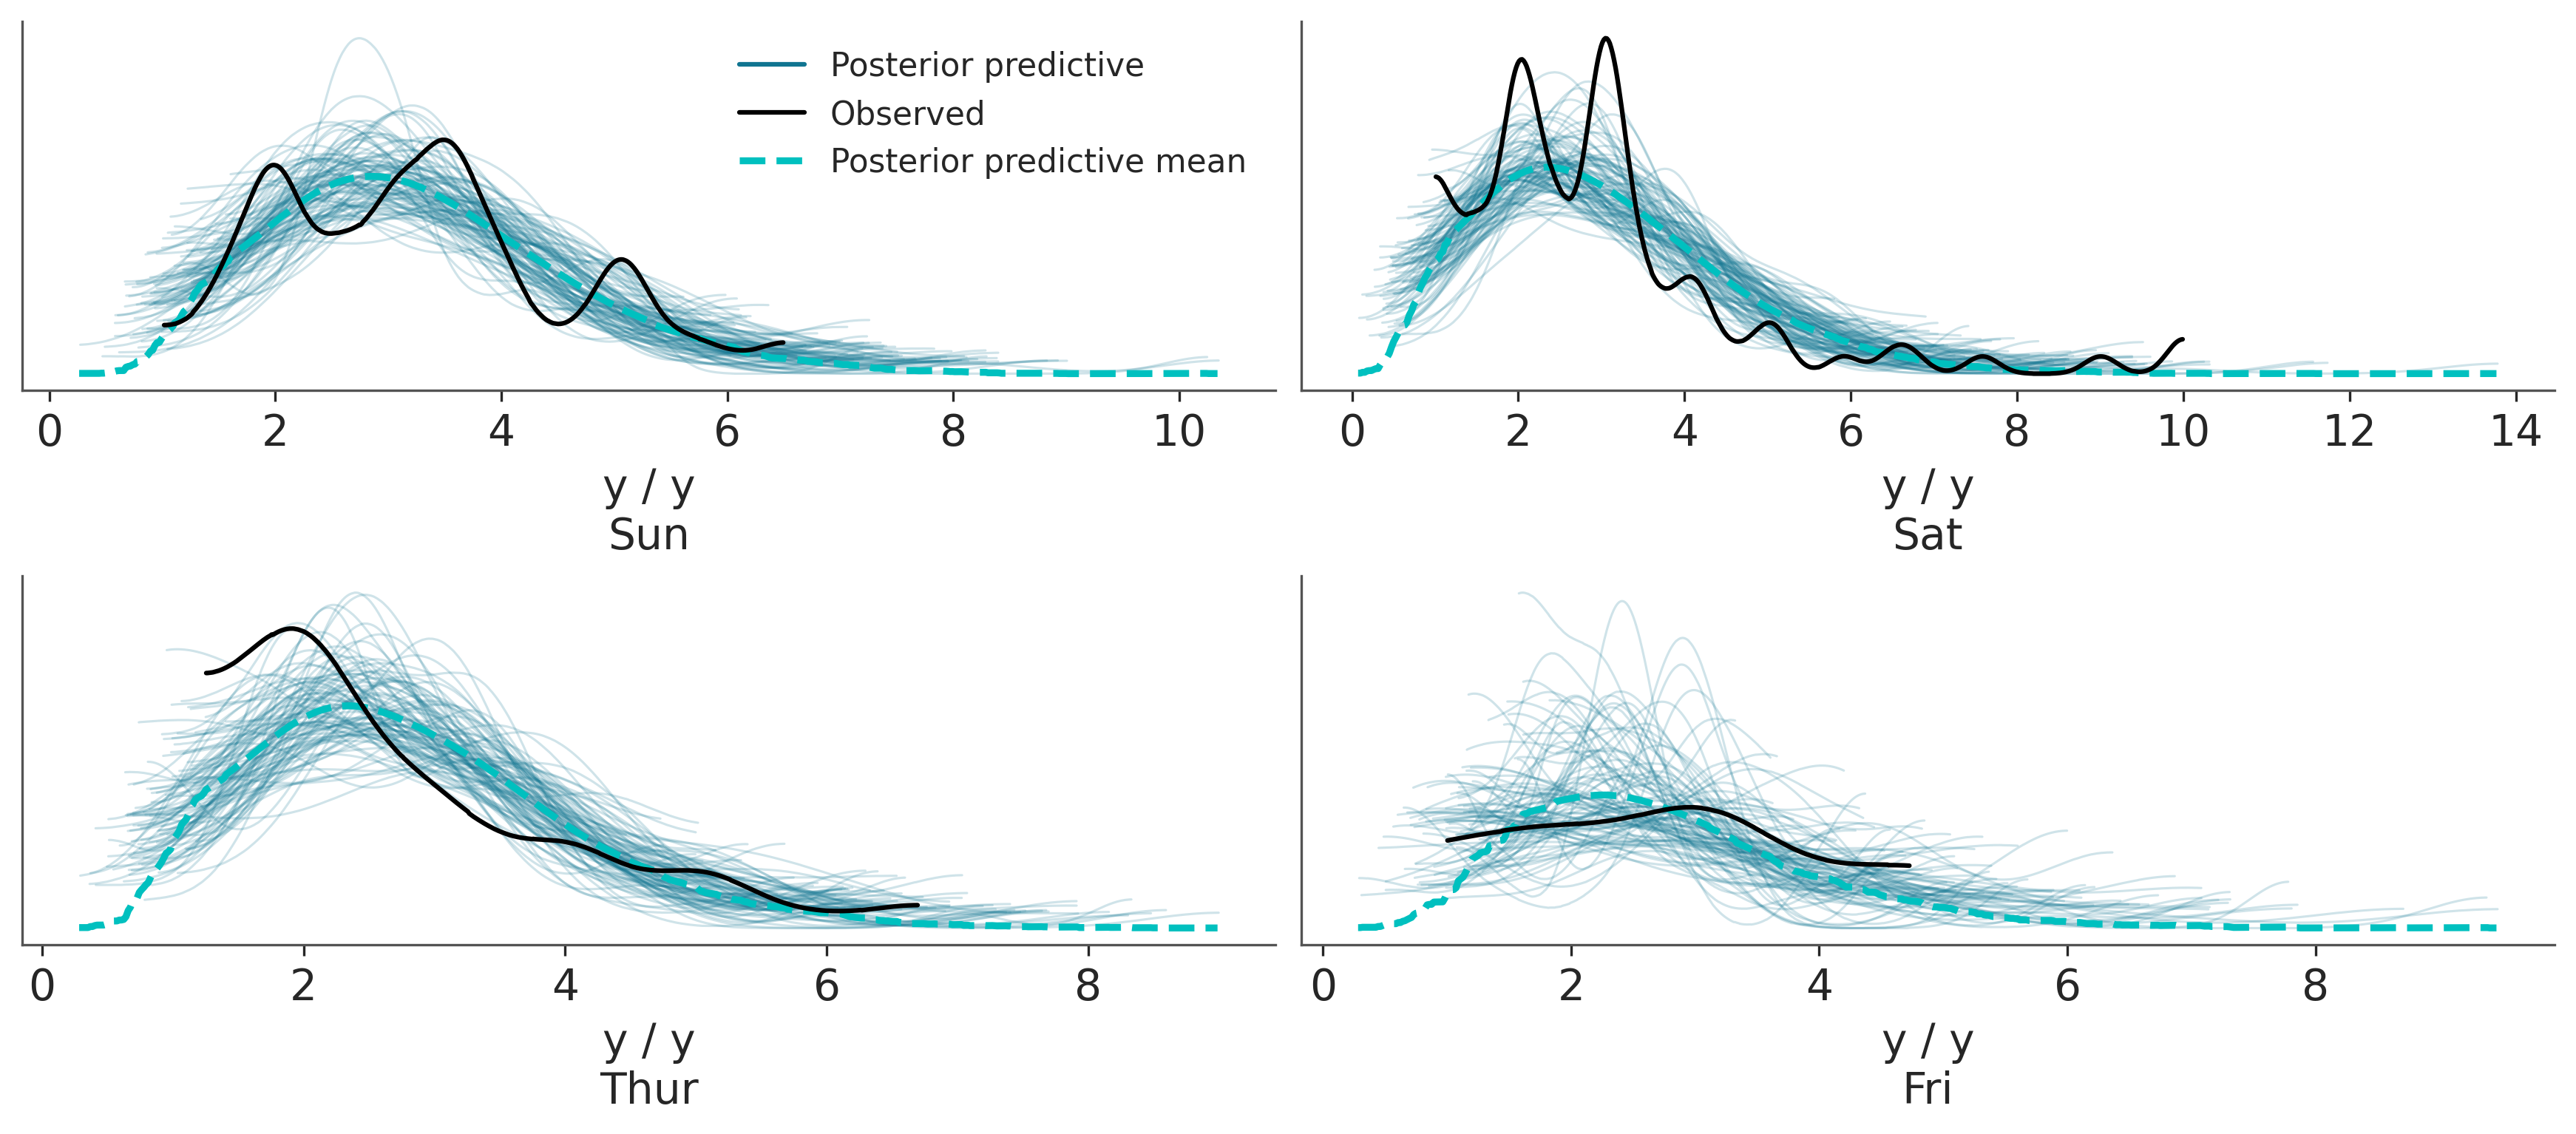 Posterior predictive
Observed
Posterior predictive mean
0 2 4 6 8 10
y / y
Sun
0 2 4 6 8 10 12 14
y / y
Sat
0 2 4 6 8
y / y
Thur
0 2 4 6 8
y / y
Fri